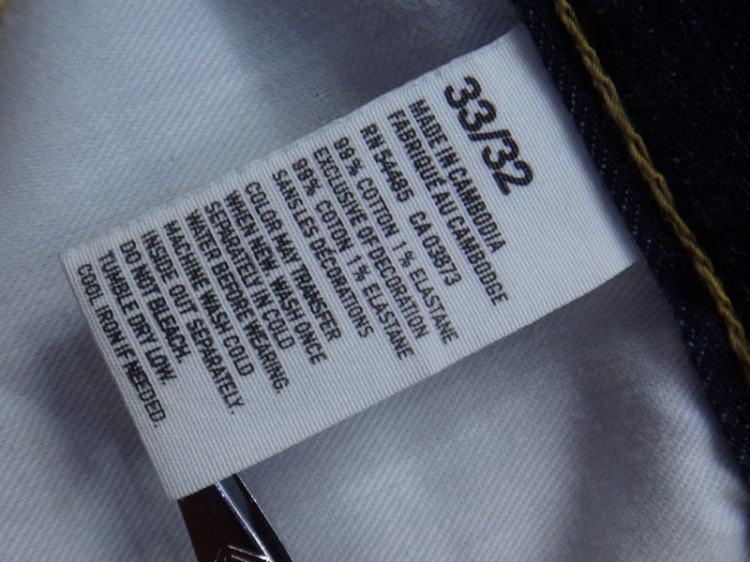 33/32
MADE IN CAMBODIA
FABRIQUÉ AU CAMBODGE
RN 54485 CA 03873
99% COTTON 1% ELASTANE
EXCLUSIVE OF DECORATION
99% COTON 1% ELASTANE
SANS LES DÉCORATIONS
COLOR MAY TRANSFER
WHEN NEW. WASH ONCE
SEPARATELY IN COLD
WATER BEFORE WEARING.
MACHINE WASH COLD
INSIDE OUT SEPARATELY.
DO NOT BLEACH.
TUMBLE DRY LOW.
COOL IRON IF NEEDED.